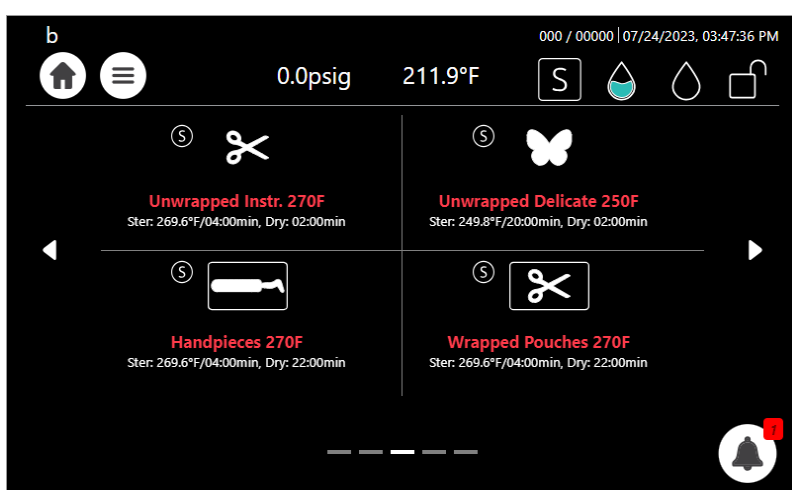 b
000 / 00000 | 07/24/2023, 03:47:36 PM
0.0psig 211.9°F S
S
Unwrapped Instr. 270F
Ster: 269.6°F/04:00min, Dry: 02:00min
S
Unwrapped Delicate 250F
Ster: 249.8°F/20:00min, Dry: 02:00min
S
Handpieces 270F
Ster: 269.6°F/04:00min, Dry: 22:00min
S
Wrapped Pouches 270F
Ster: 269.6°F/04:00min, Dry: 22:00min
1